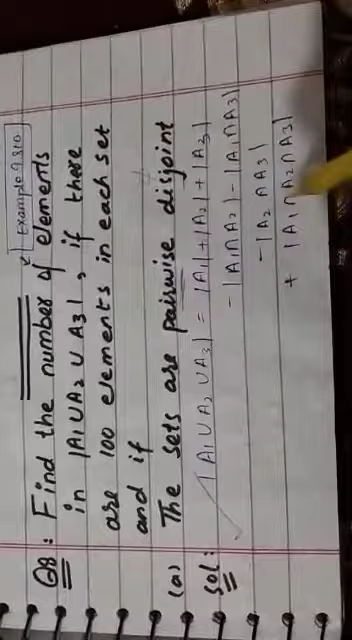 Example 9 & 10
Q8: Find the number of elements
in |A1 ∪ A2 ∪ A3|, if there
are 100 elements in each set
and if
(a) The sets are pairwise disjoint
Sol: |A1 ∪ A2 ∪ A3| = |A1| + |A2| + |A3|
- |A1 ∩ A2| - |A1 ∩ A3|
- |A2 ∩ A3|
+ |A1 ∩ A2 ∩ A3|